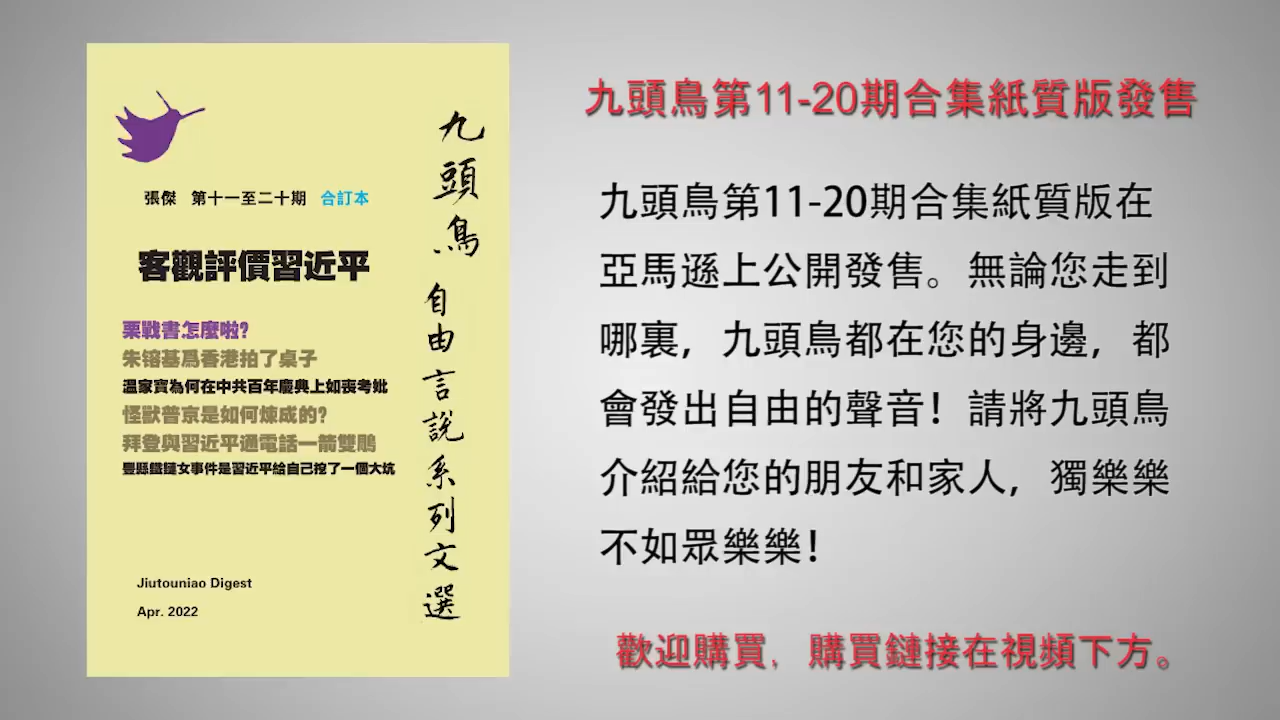 九頭鳥 自由言說系列文選
張傑 第十一至二十期 合訂本
客觀評價習近平
栗戰書怎麼啦?
朱镕基爲香港拍了桌子
溫家寶為何在中共百年慶典上如喪考妣
怪獸普京是如何煉成的?
拜登與習近平通電話一箭雙鵰
豐縣鐵鏈女事件是習近平給自己挖了一個大坑
Jiutouniao Digest
Apr. 2022
九頭鳥第11-20期合集紙質版發售
九頭鳥第11-20期合集紙質版在
亞馬遜上公開發售。無論您走到
哪裏，九頭鳥都在您的身邊，都
會發出自由的聲音！請將九頭鳥
介紹給您的朋友和家人，獨樂樂
不如眾樂樂！
歡迎購買，購買鏈接在視頻下方。